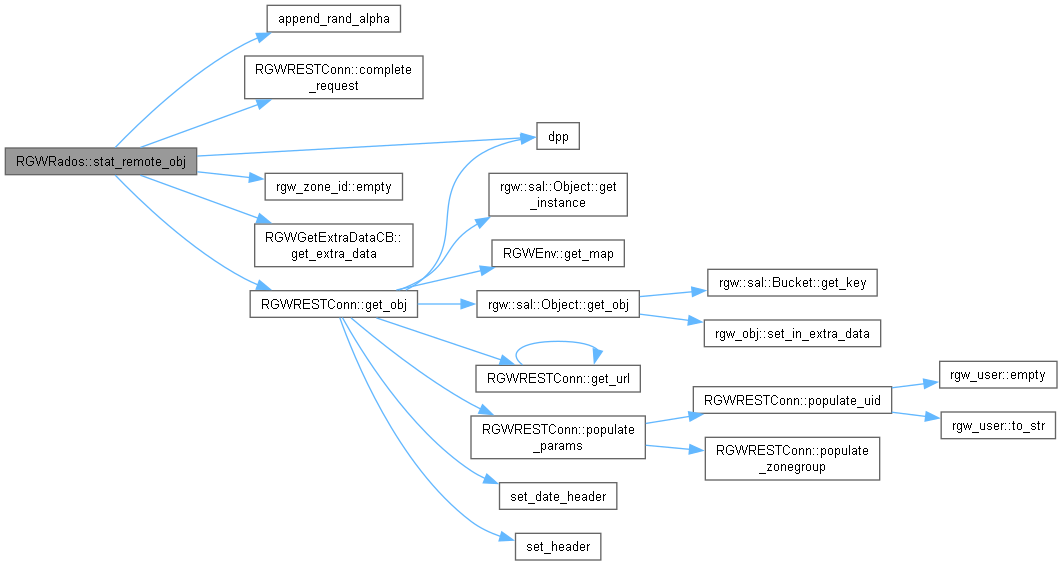 append_rand_alpha
RGWRESTConn::complete
_request
RGWRados::stat_remote_obj
dpp
rgw_zone_id::empty
rgw::sal::Object::get
_instance
RGWGetExtraDataCB::
get_extra_data
RGWEnv::get_map
RGWRESTConn::get_obj
rgw::sal::Object::get_obj
rgw::sal::Bucket::get_key
rgw_obj::set_in_extra_data
RGWRESTConn::get_url
rgw_user::empty
RGWRESTConn::populate_uid
rgw_user::to_str
RGWRESTConn::populate
_params
RGWRESTConn::populate
_zonegroup
set_date_header
set_header